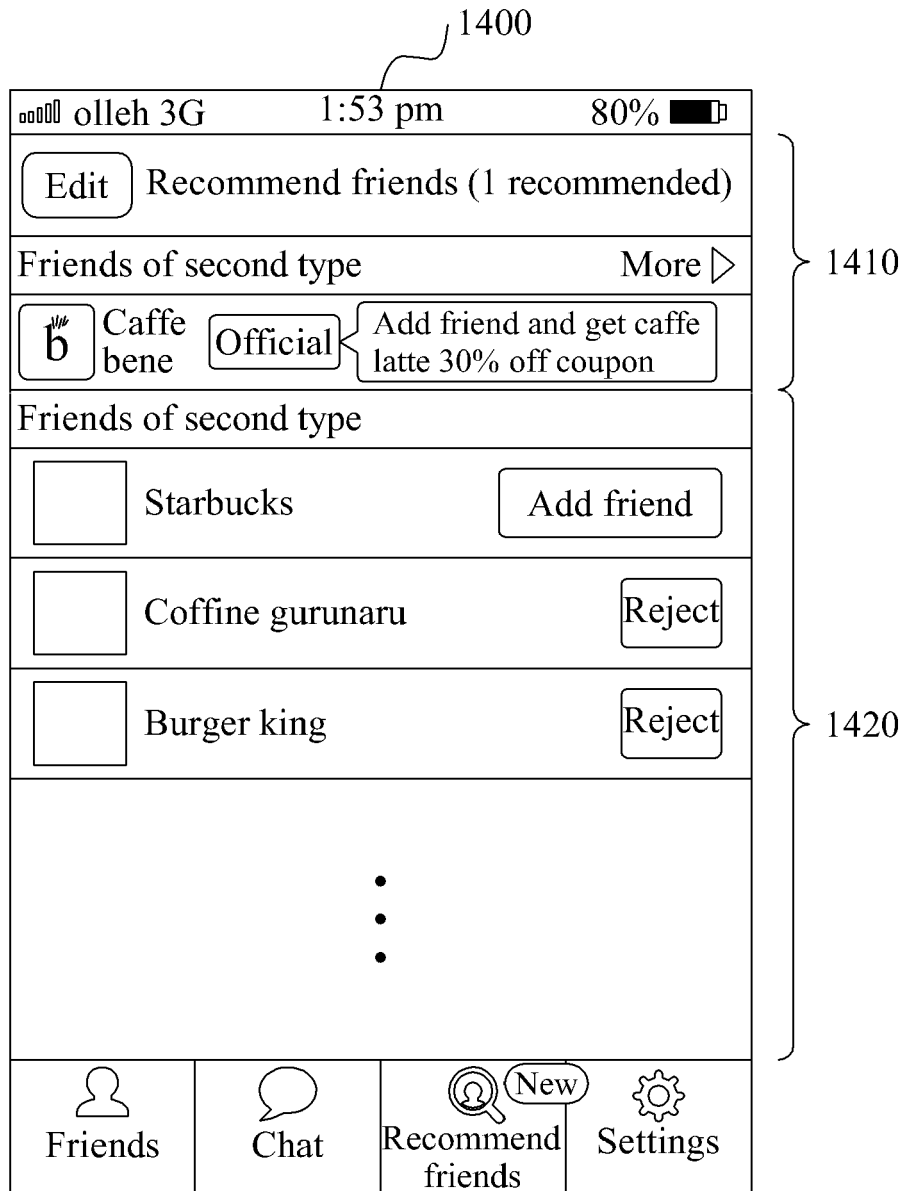 1400
olleh 3G 1:53 pm 80%
Edit Recommend friends (1 recommended)
Friends of second type More
1410
b Caffe bene Official Add friend and get caffe
latte 30% off coupon
Friends of second type
Starbucks Add friend
Coffine gurunaru Reject
Burger king Reject
1420
New
Friends Chat Recommend friends Settings